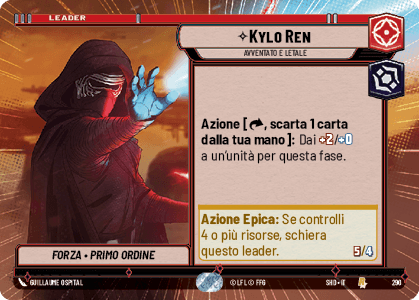 LEADER
✧KYLO REN
AVVENTATO E LETALE
Azione [↷, scarta 1 carta
dalla tua mano]: Dai +2/+0
a un'unità per questa fase.
Azione Epica: Se controlli
4 o più risorse, schiera
questo leader.
5/4
FORZA • PRIMO ORDINE
GUILLAUME OSPITAL
© LFL © FFG
SHD • IT
290